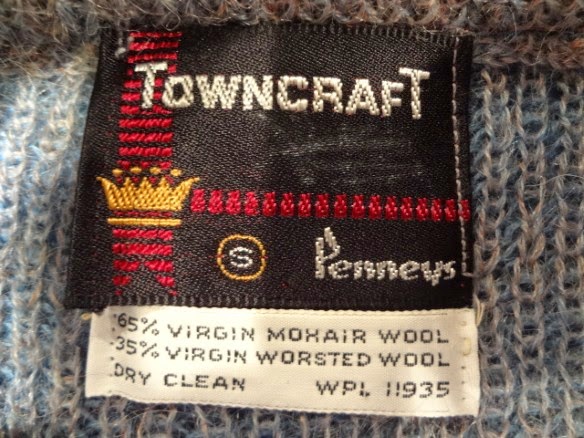 TOWNCRAFT
S
Penneys
65% VIRGIN MOHAIR WOOL
35% VIRGIN WORSTED WOOL
DRY CLEAN WPL 11935